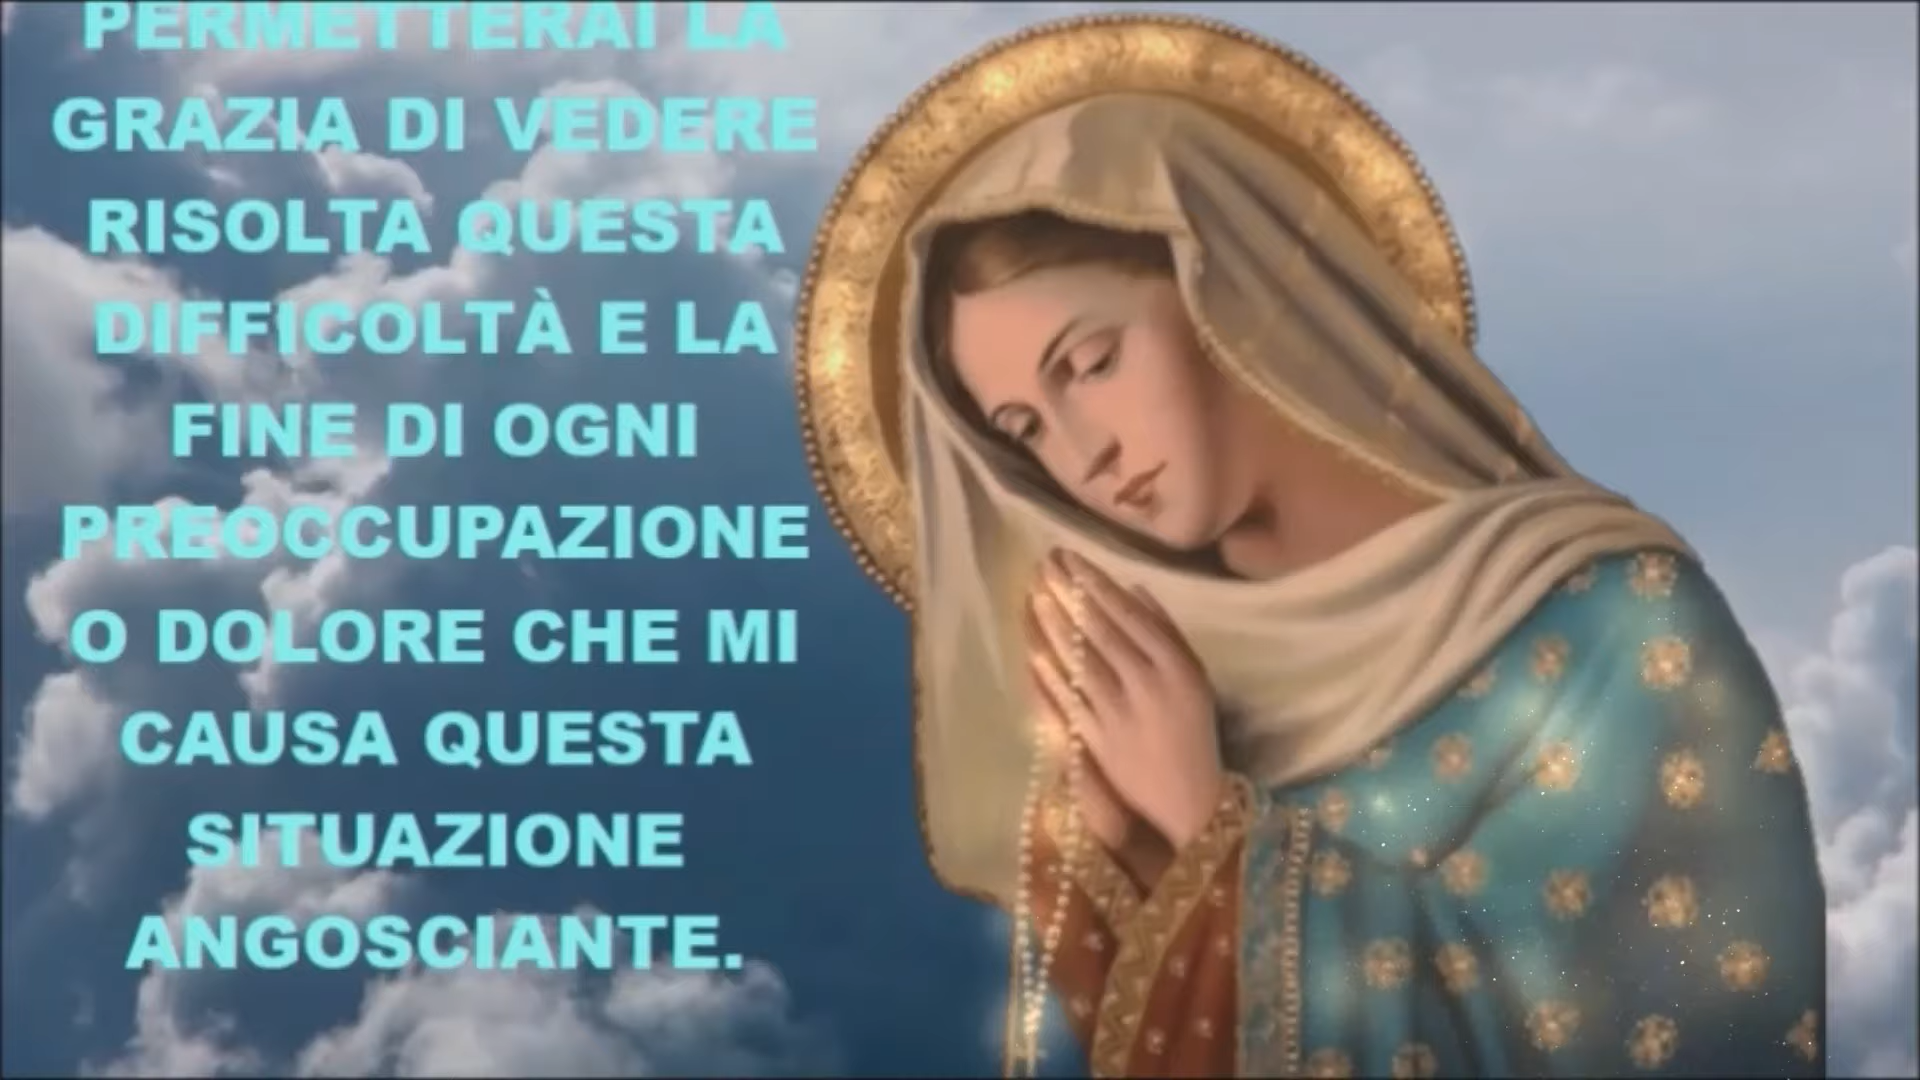 PERMETTERAI LA
GRAZIA DI VEDERE
RISOLTA QUESTA
DIFFICOLTÀ E LA
FINE DI OGNI
PREOCCUPAZIONE
O DOLORE CHE MI
CAUSA QUESTA
SITUAZIONE
ANGOSCIANTE.